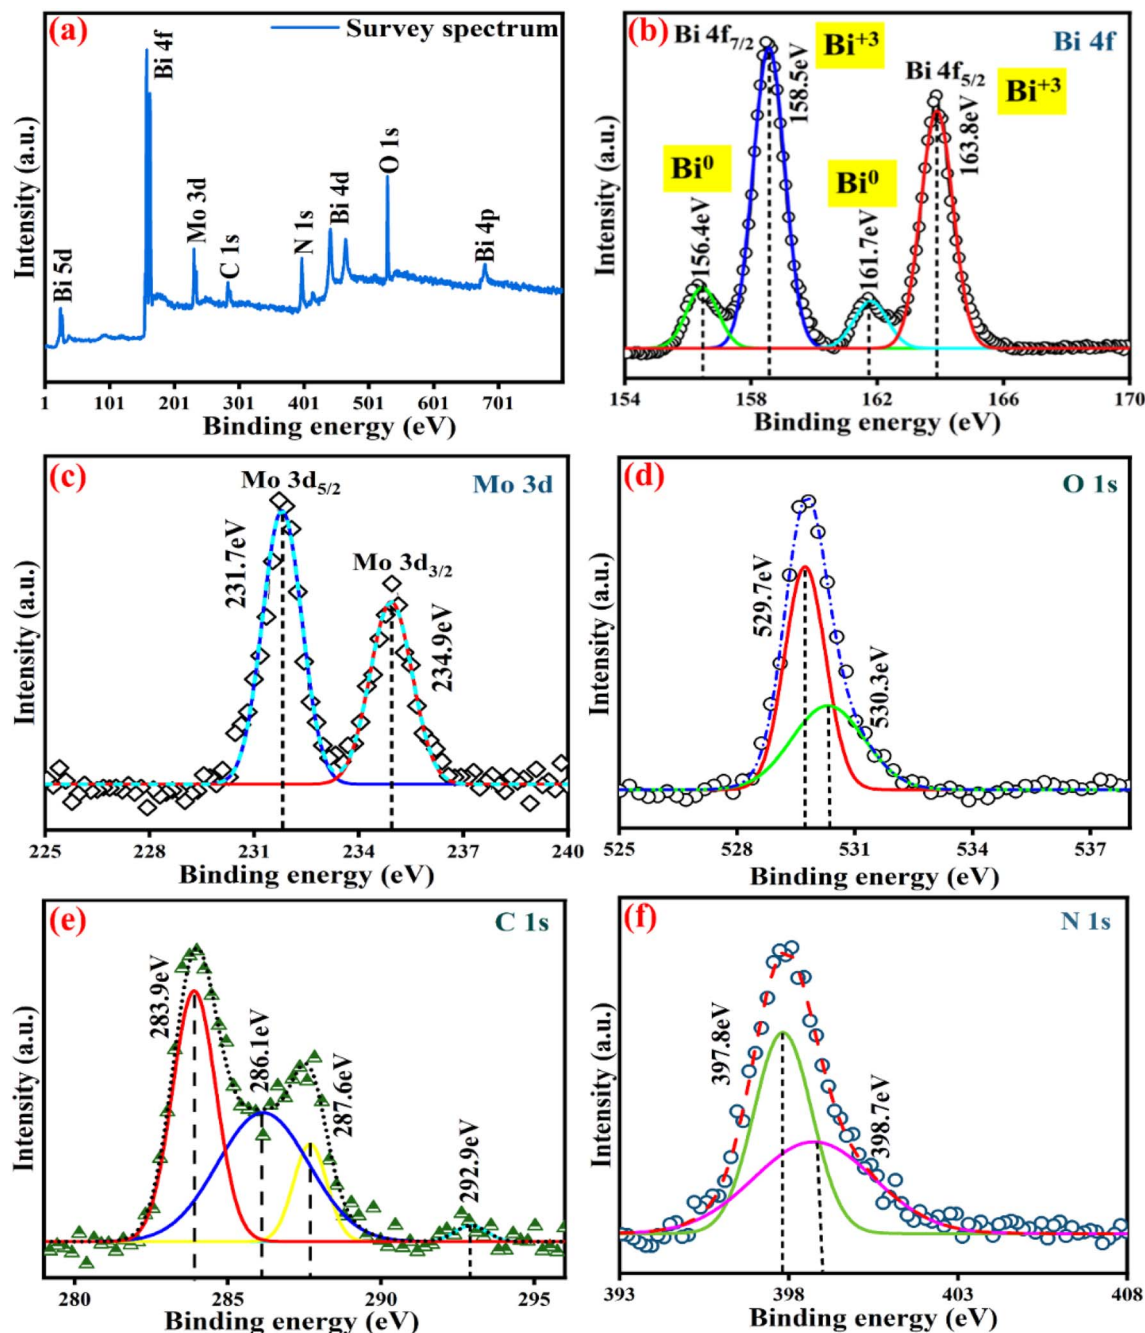 (a)
Survey spectrum
Bi 5d
Bi 4f
Mo 3d
C 1s
N 1s
Bi 4d
O 1s
Bi 4p
Intensity (a.u.)
1 101 201 301 401 501 601 701
Binding energy (eV)
(b)
Bi 4f7/2
Bi+3
Bi 4f
Bi 4f5/2
Bi+3
158.5eV
163.8eV
Bi0
Bi0
156.4eV
161.7eV
Intensity (a.u.)
154 158 162 166 170
Binding energy (eV)
(c)
Mo 3d5/2
Mo 3d
231.7eV
Mo 3d3/2
234.9eV
Intensity (a.u.)
225 228 231 234 237 240
Binding energy (eV)
(d)
O 1s
529.7eV
530.3eV
Intensity (a.u.)
525 528 531 534 537
Binding energy (eV)
(e)
C 1s
283.9eV
286.1eV
287.6eV
292.9eV
Intensity (a.u.)
280 285 290 295
Binding energy (eV)
(f)
N 1s
397.8eV
398.7eV
Intensity (a.u.)
393 398 403 408
Binding energy (eV)